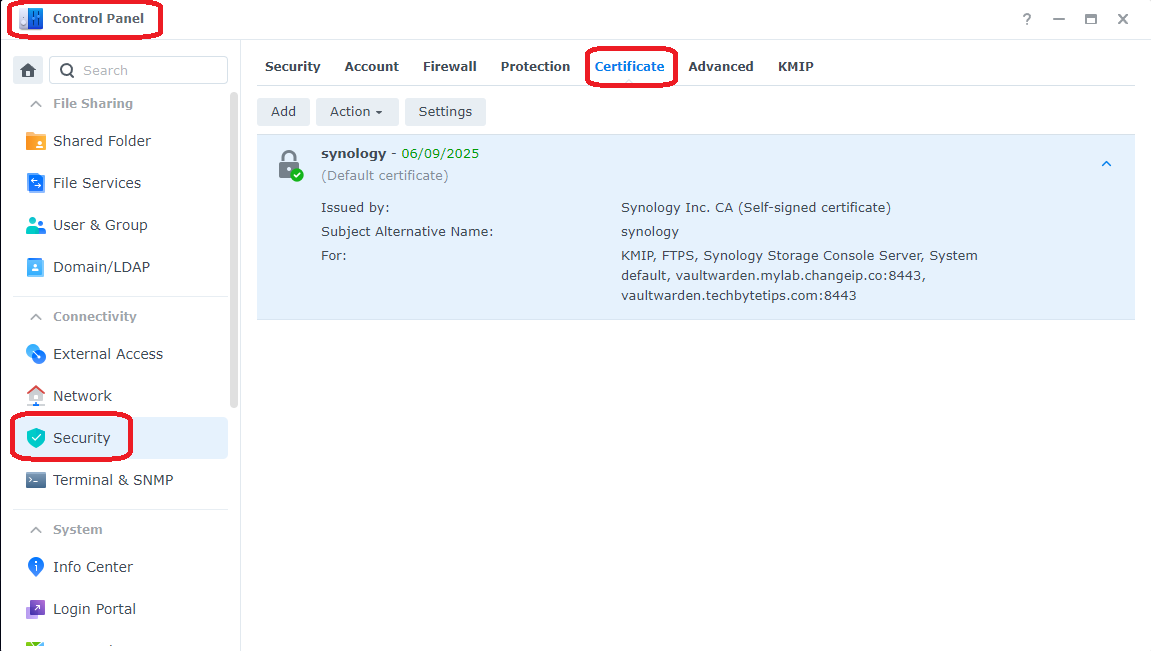 Control Panel
?
Search
File Sharing
Shared Folder
File Services
User & Group
Domain/LDAP
Connectivity
External Access
Network
Security
Terminal & SNMP
System
Info Center
Login Portal
Security Account Firewall Protection Certificate Advanced KMIP
Add Action Settings
synology - 06/09/2025
(Default certificate)
Issued by: Synology Inc. CA (Self-signed certificate)
Subject Alternative Name: synology
For: KMIP, FTPS, Synology Storage Console Server, System
default, vaultwarden.mylab.changeip.co:8443,
vaultwarden.techbytetips.com:8443